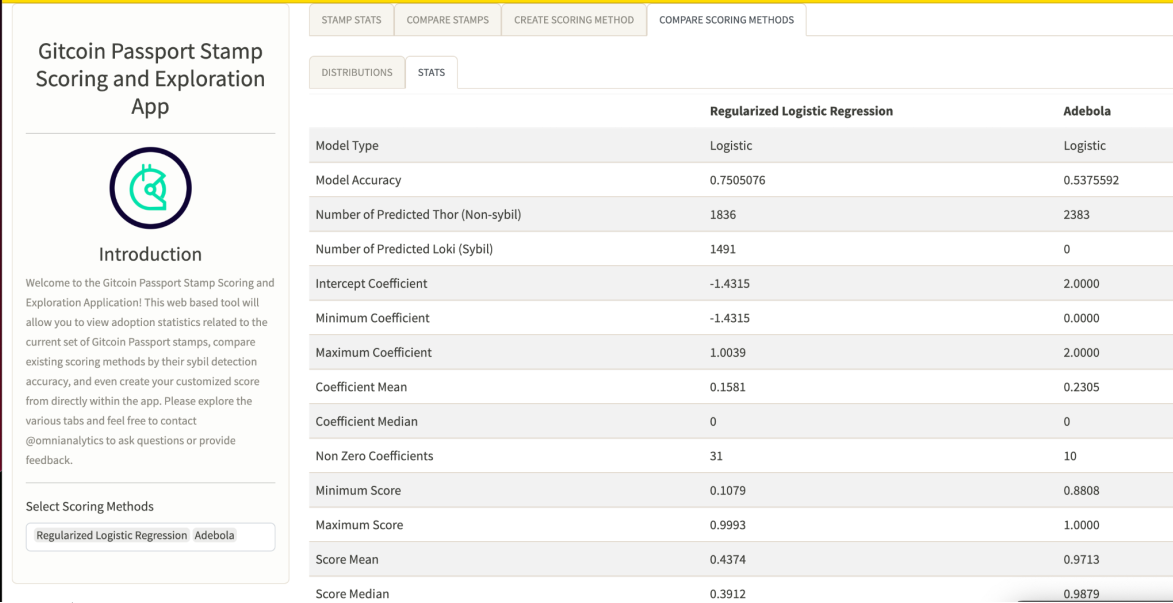 Gitcoin Passport Stamp
Scoring and Exploration
App
Introduction
Welcome to the Gitcoin Passport Stamp Scoring and
Exploration Application! This web based tool will
allow you to view adoption statistics related to the
current set of Gitcoin Passport stamps, compare
existing scoring methods by their sybil detection
accuracy, and even create your customized score
from directly within the app. Please explore the
various tabs and feel free to contact
@omnianalytics to ask questions or provide
feedback.
Select Scoring Methods
Regularized Logistic Regression Adebola
STAMP STATS COMPARE STAMPS CREATE SCORING METHOD COMPARE SCORING METHODS
DISTRIBUTIONS STATS
Regularized Logistic Regression Adebola
Model Type Logistic Logistic
Model Accuracy 0.7505076 0.5375592
Number of Predicted Thor (Non-sybil) 1836 2383
Number of Predicted Loki (Sybil) 1491 0
Intercept Coefficient -1.4315 2.0000
Minimum Coefficient -1.4315 0.0000
Maximum Coefficient 1.0039 2.0000
Coefficient Mean 0.1581 0.2305
Coefficient Median 0 0
Non Zero Coefficients 31 10
Minimum Score 0.1079 0.8808
Maximum Score 0.9993 1.0000
Score Mean 0.4374 0.9713
Score Median 0.3912 0.9879